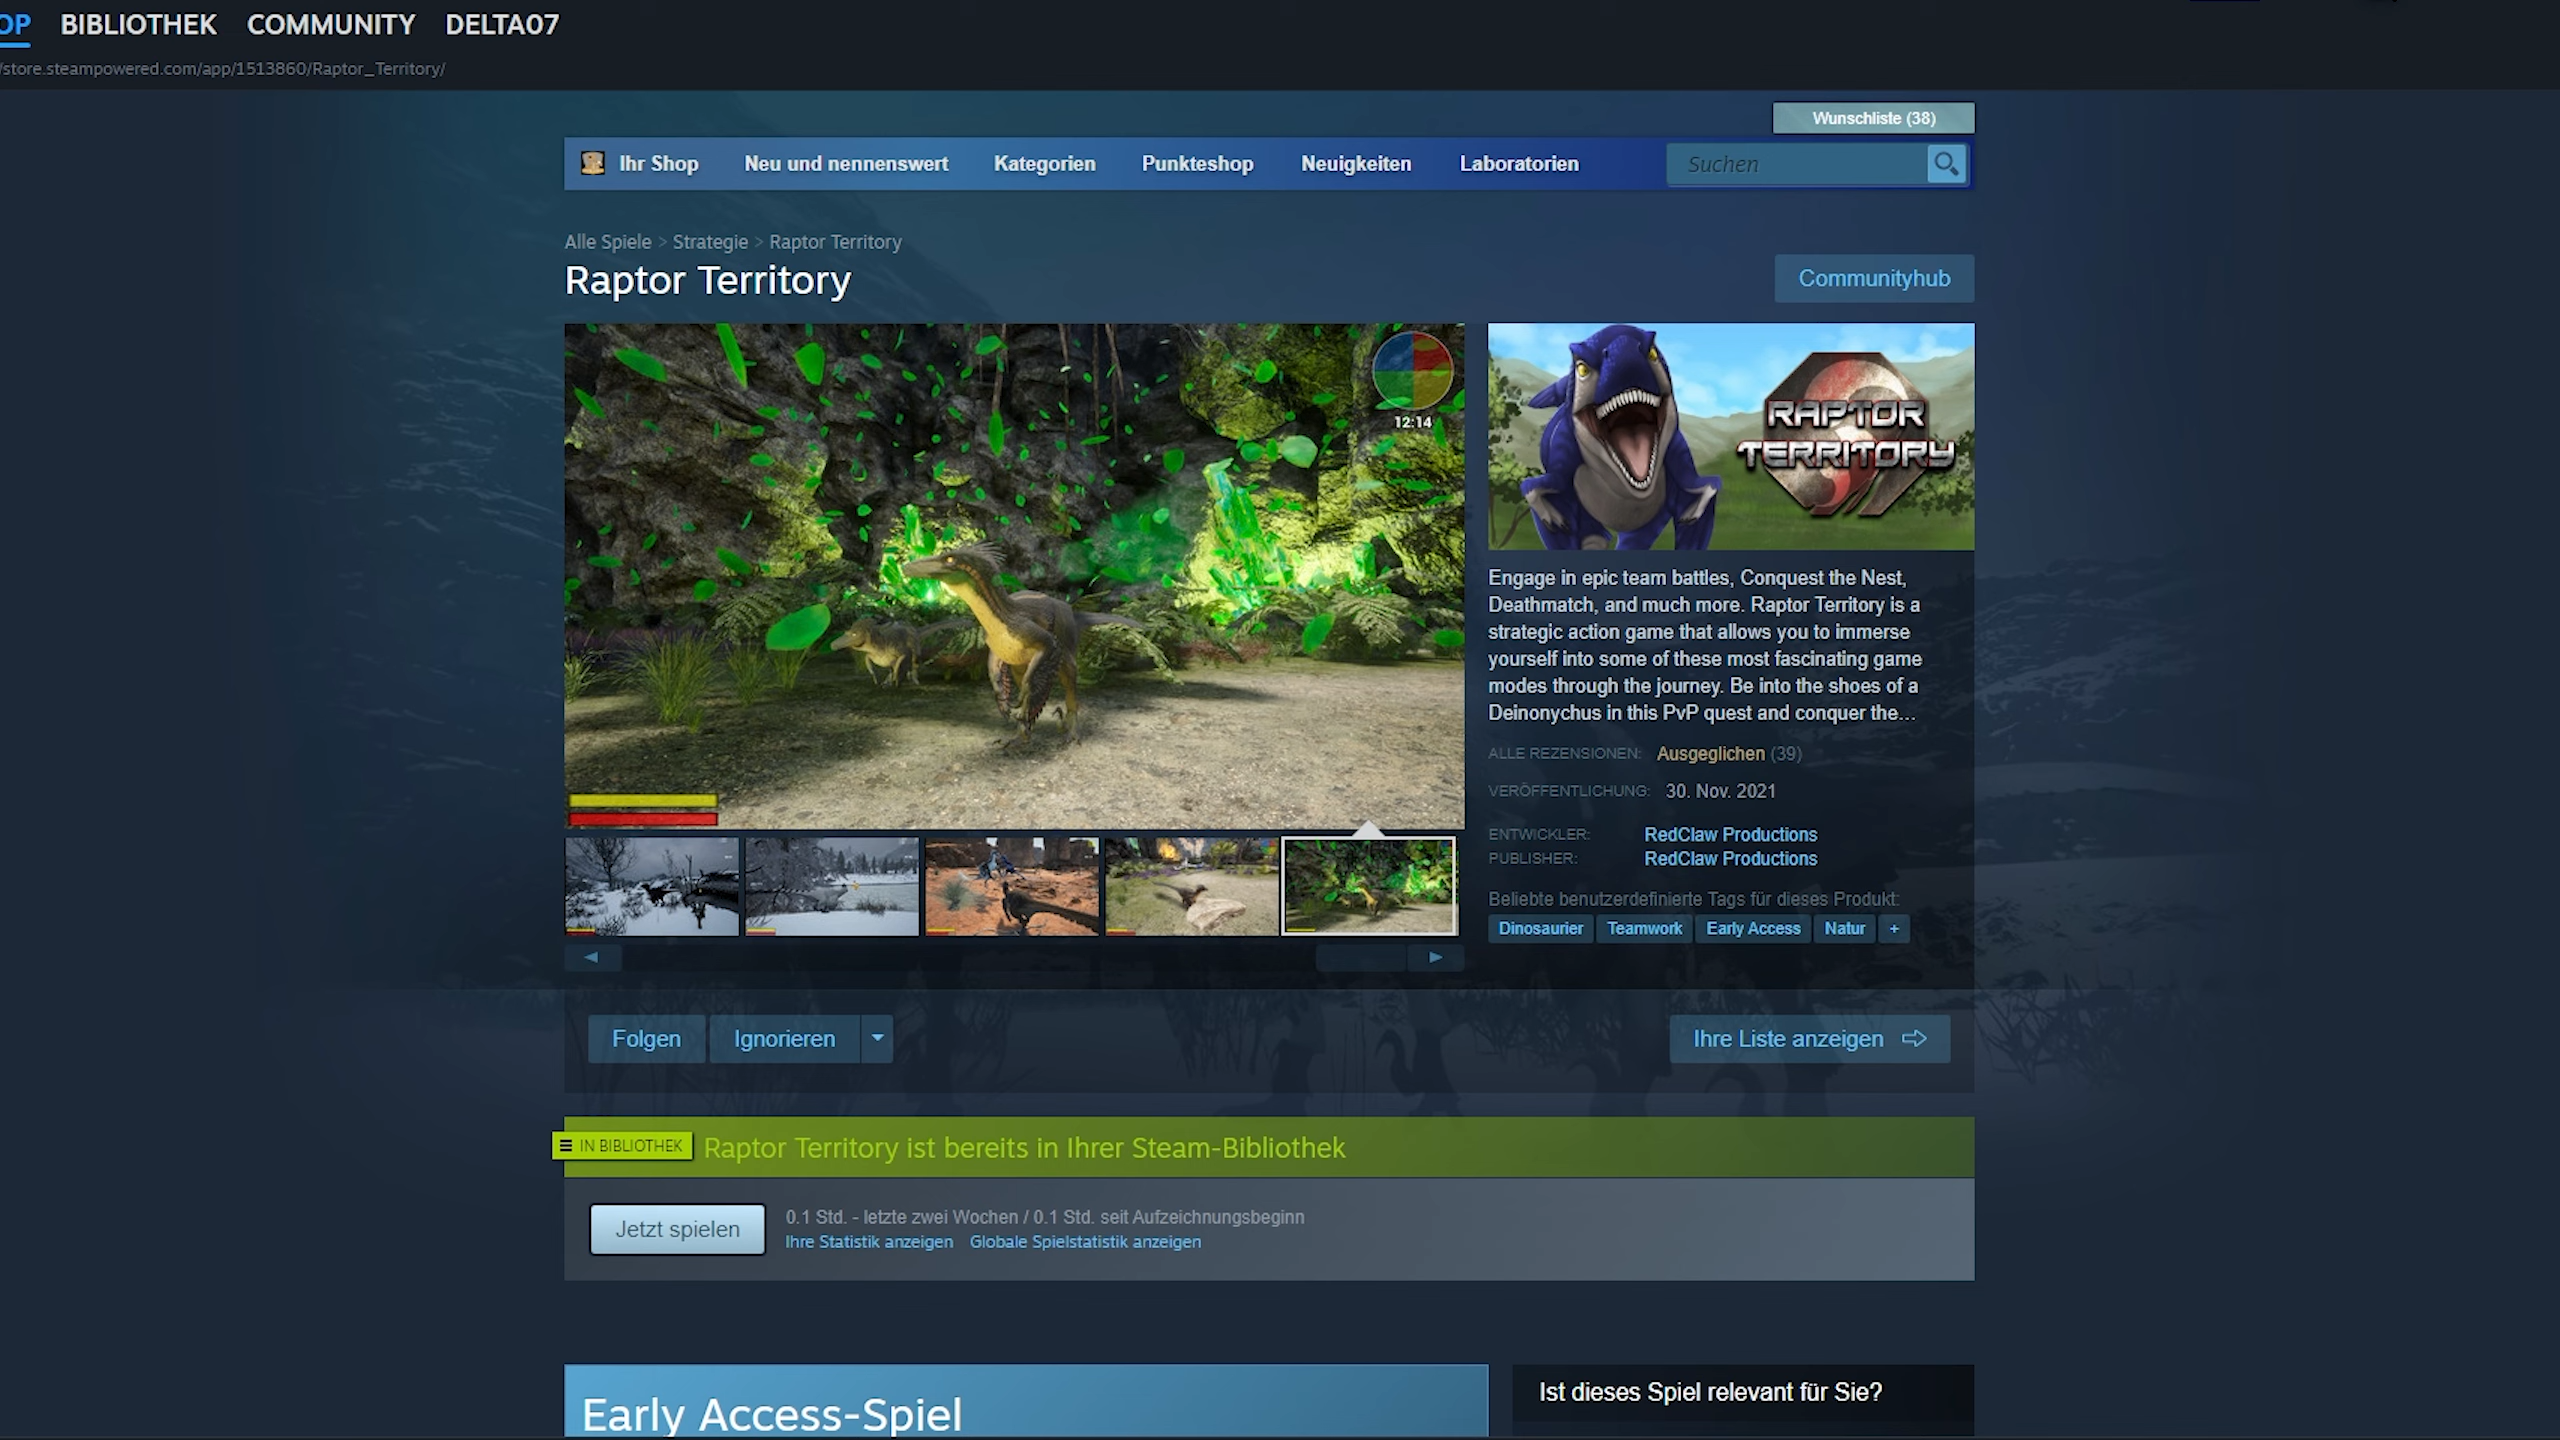 OP BIBLIOTHEK COMMUNITY DELTA07
/store.steampowered.com/app/1513860/Raptor_Territory/
Wunschliste (38)
Ihr Shop Neu und nennenswert Kategorien Punkteshop Neuigkeiten Laboratorien Suchen
Alle Spiele > Strategie > Raptor Territory
Raptor Territory
Communityhub
12:14
RAPTOR
TERRITORY
Engage in epic team battles, Conquest the Nest,
Deathmatch, and much more. Raptor Territory is a
strategic action game that allows you to immerse
yourself into some of these most fascinating game
modes through the journey. Be into the shoes of a
Deinonychus in this PvP quest and conquer the...
ALLE REZENSIONEN: Ausgeglichen (39)
VERÖFFENTLICHUNG: 30. Nov. 2021
ENTWICKLER: RedClaw Productions
PUBLISHER: RedClaw Productions
Beliebte benutzerdefinierte Tags für dieses Produkt:
Dinosaurier Teamwork Early Access Natur +
Folgen Ignorieren Ihre Liste anzeigen
IN BIBLIOTHEK Raptor Territory ist bereits in Ihrer Steam-Bibliothek
Jetzt spielen
0.1 Std. - letzte zwei Wochen / 0.1 Std. seit Aufzeichnungsbeginn
Ihre Statistik anzeigen Globale Spielstatistik anzeigen
Early Access-Spiel
Ist dieses Spiel relevant für Sie?